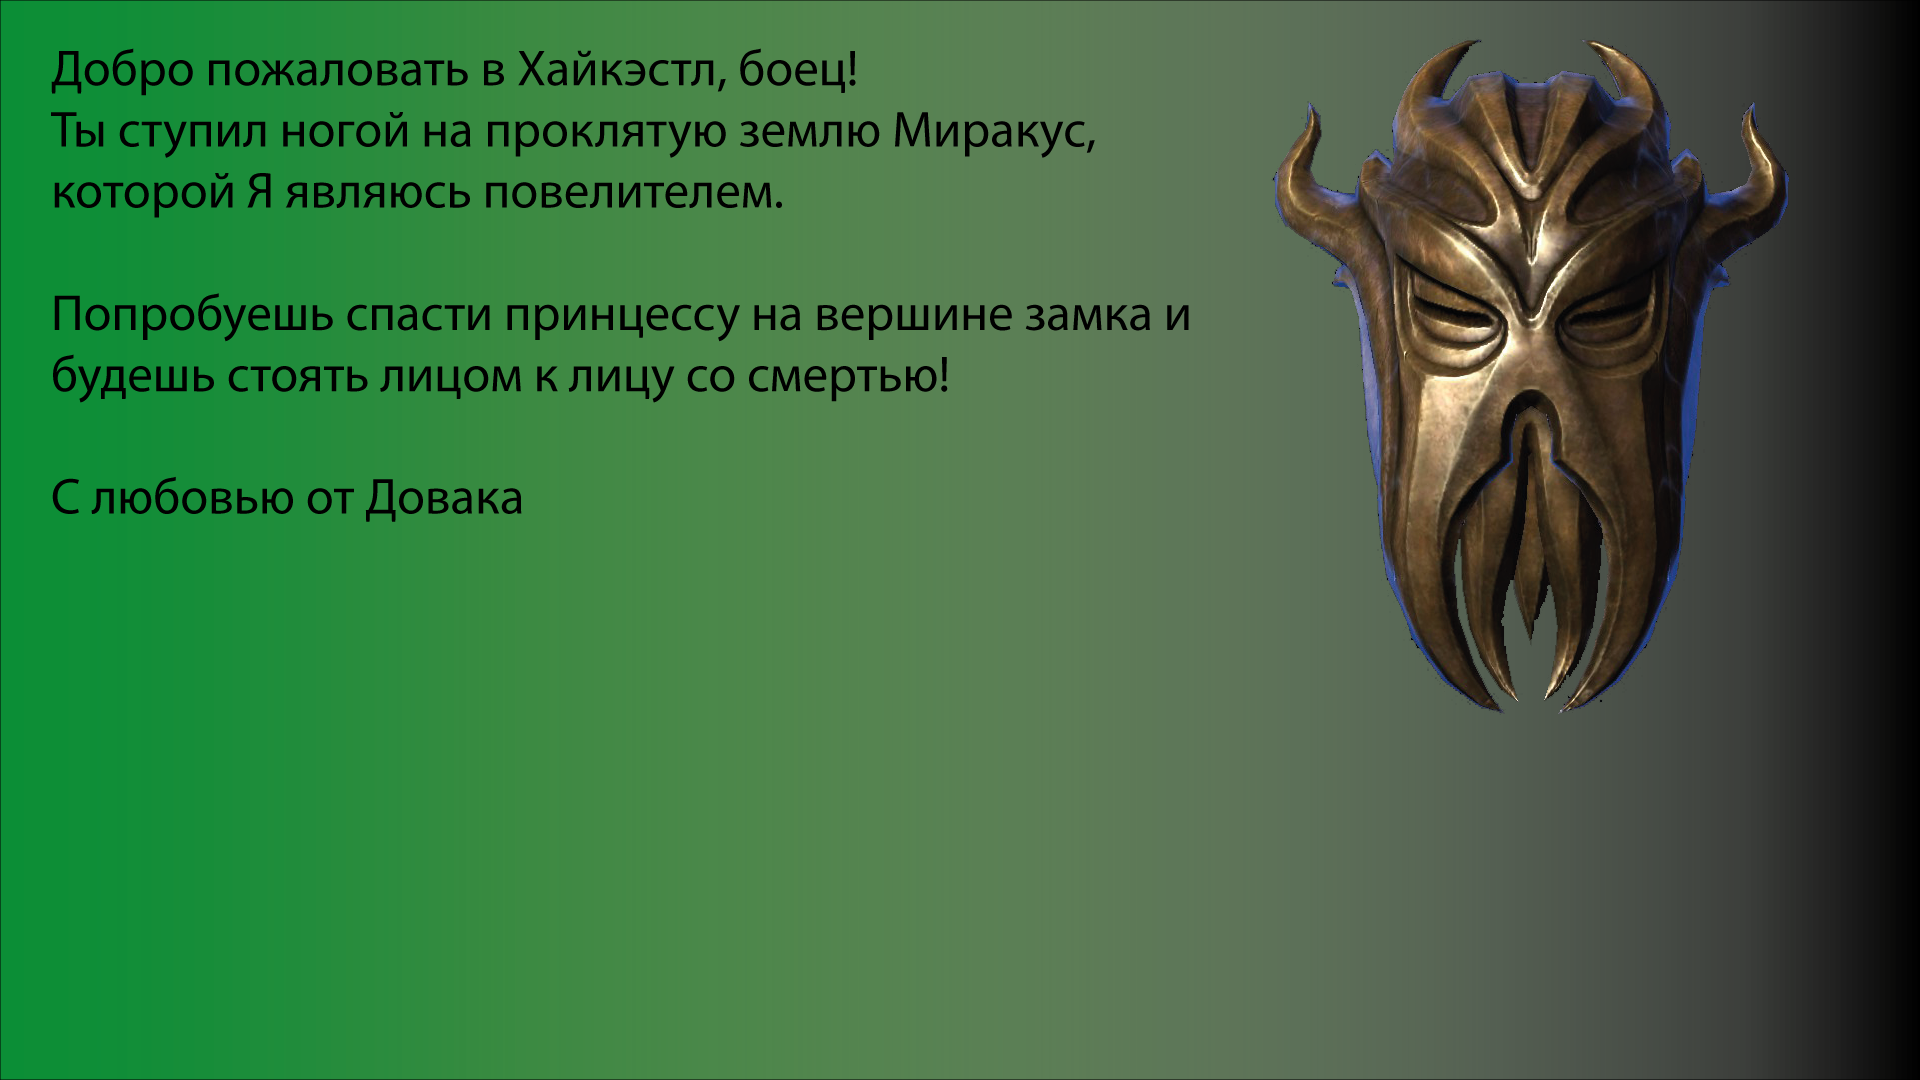 Добро пожаловать в Хайкэстл, боец!
Ты ступил ногой на проклятую землю Миракус,
которой Я являюсь повелителем.
Попробуешь спасти принцессу на вершине замка и
будешь стоять лицом к лицу со смертью!
С любовью от Довака